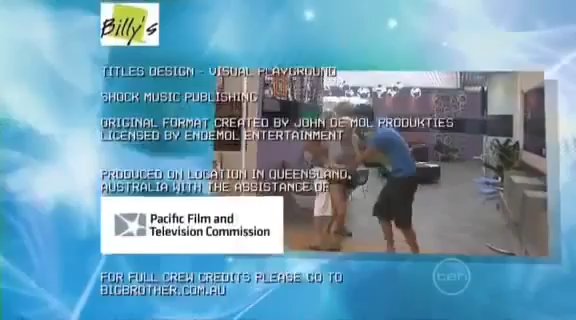 Billy's
TITLES DESIGN - VISUAL PLAYGROUND
SHOCK MUSIC PUBLISHING
ORIGINAL FORMAT CREATED BY JOHN DE MOL PRODUKTIES
LICENSED BY ENDEMOL ENTERTAINMENT
PRODUCED ON LOCATION IN QUEENSLAND,
AUSTRALIA WITH THE ASSISTANCE OF
Pacific Film and
Television Commission
FOR FULL CREW CREDITS PLEASE GO TO
BIGBROTHER.COM.AU
ten